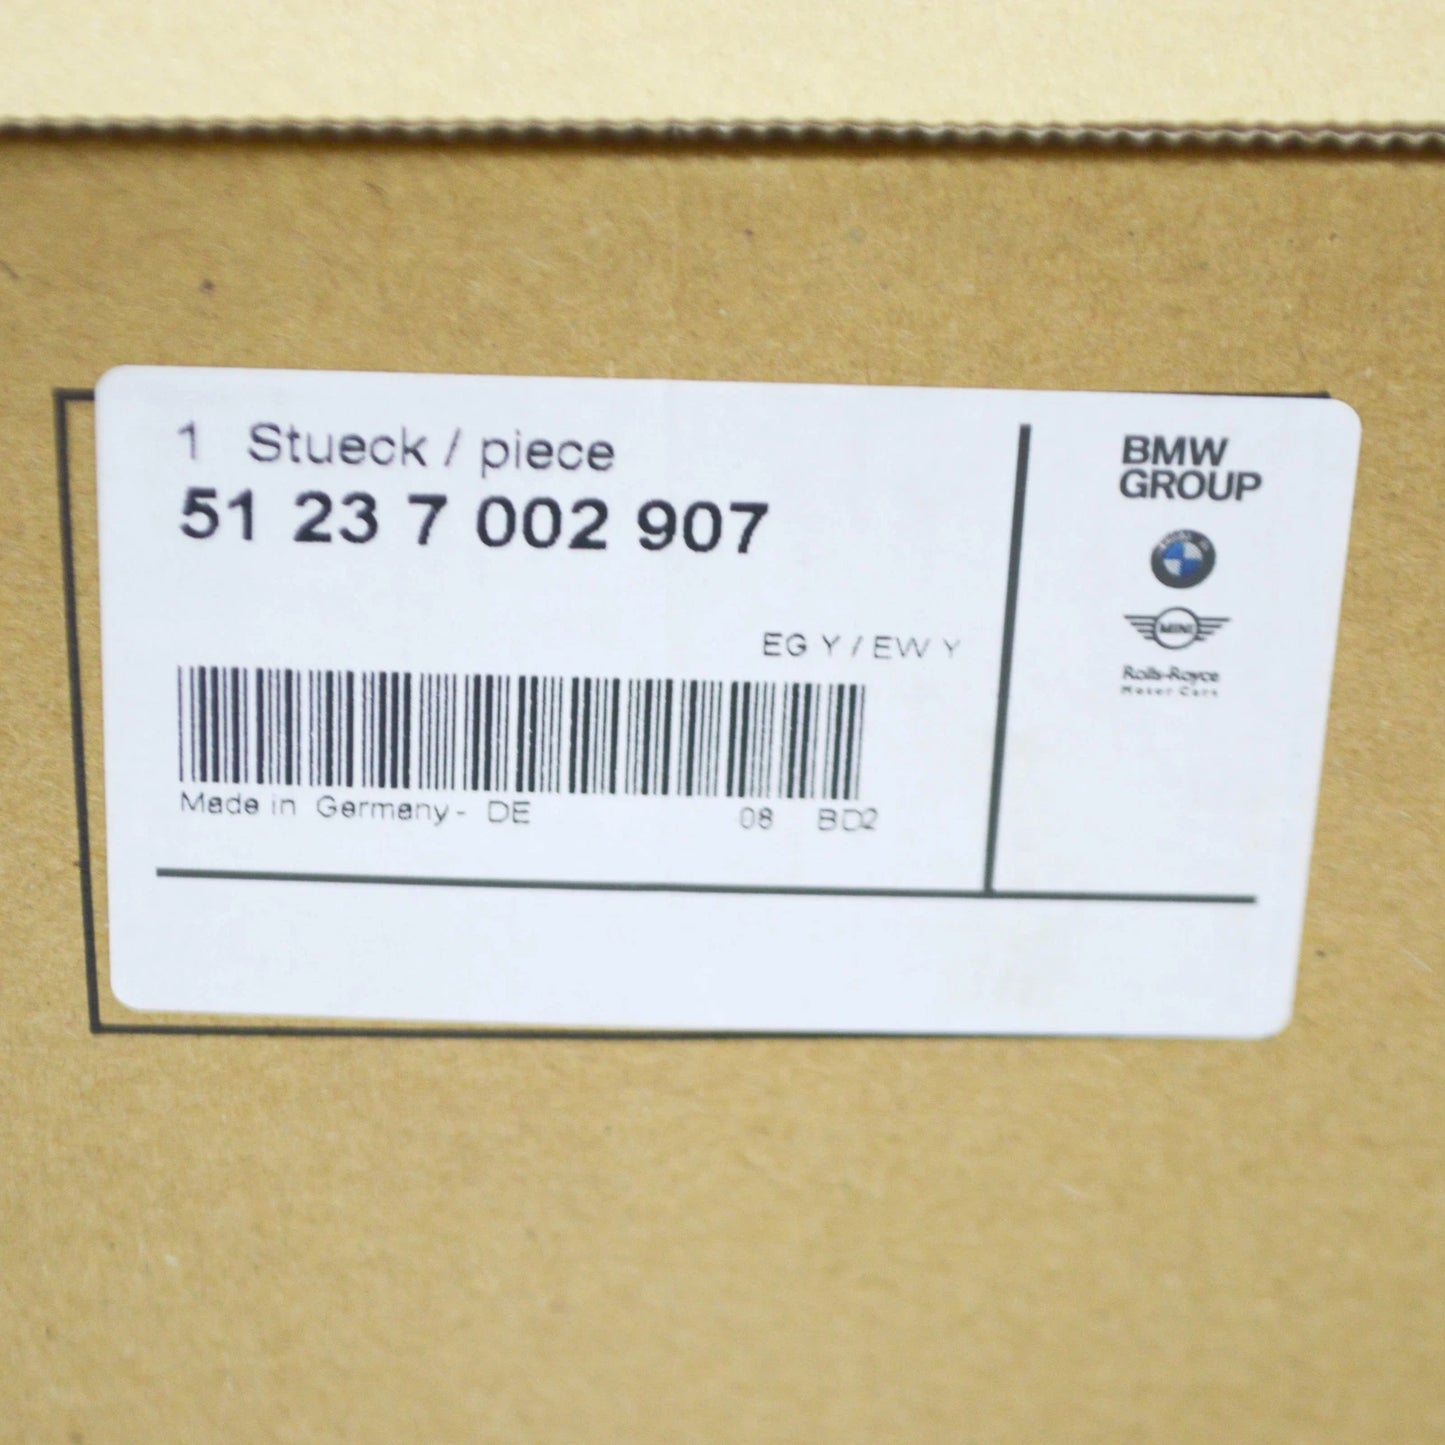 1 Stueck / piece
51 23 7 002 907
EG Y / EW Y
Made in Germany - DE 08 BD2
BMW
GROUP
MINI
Rolls-Royce
Motor Cars